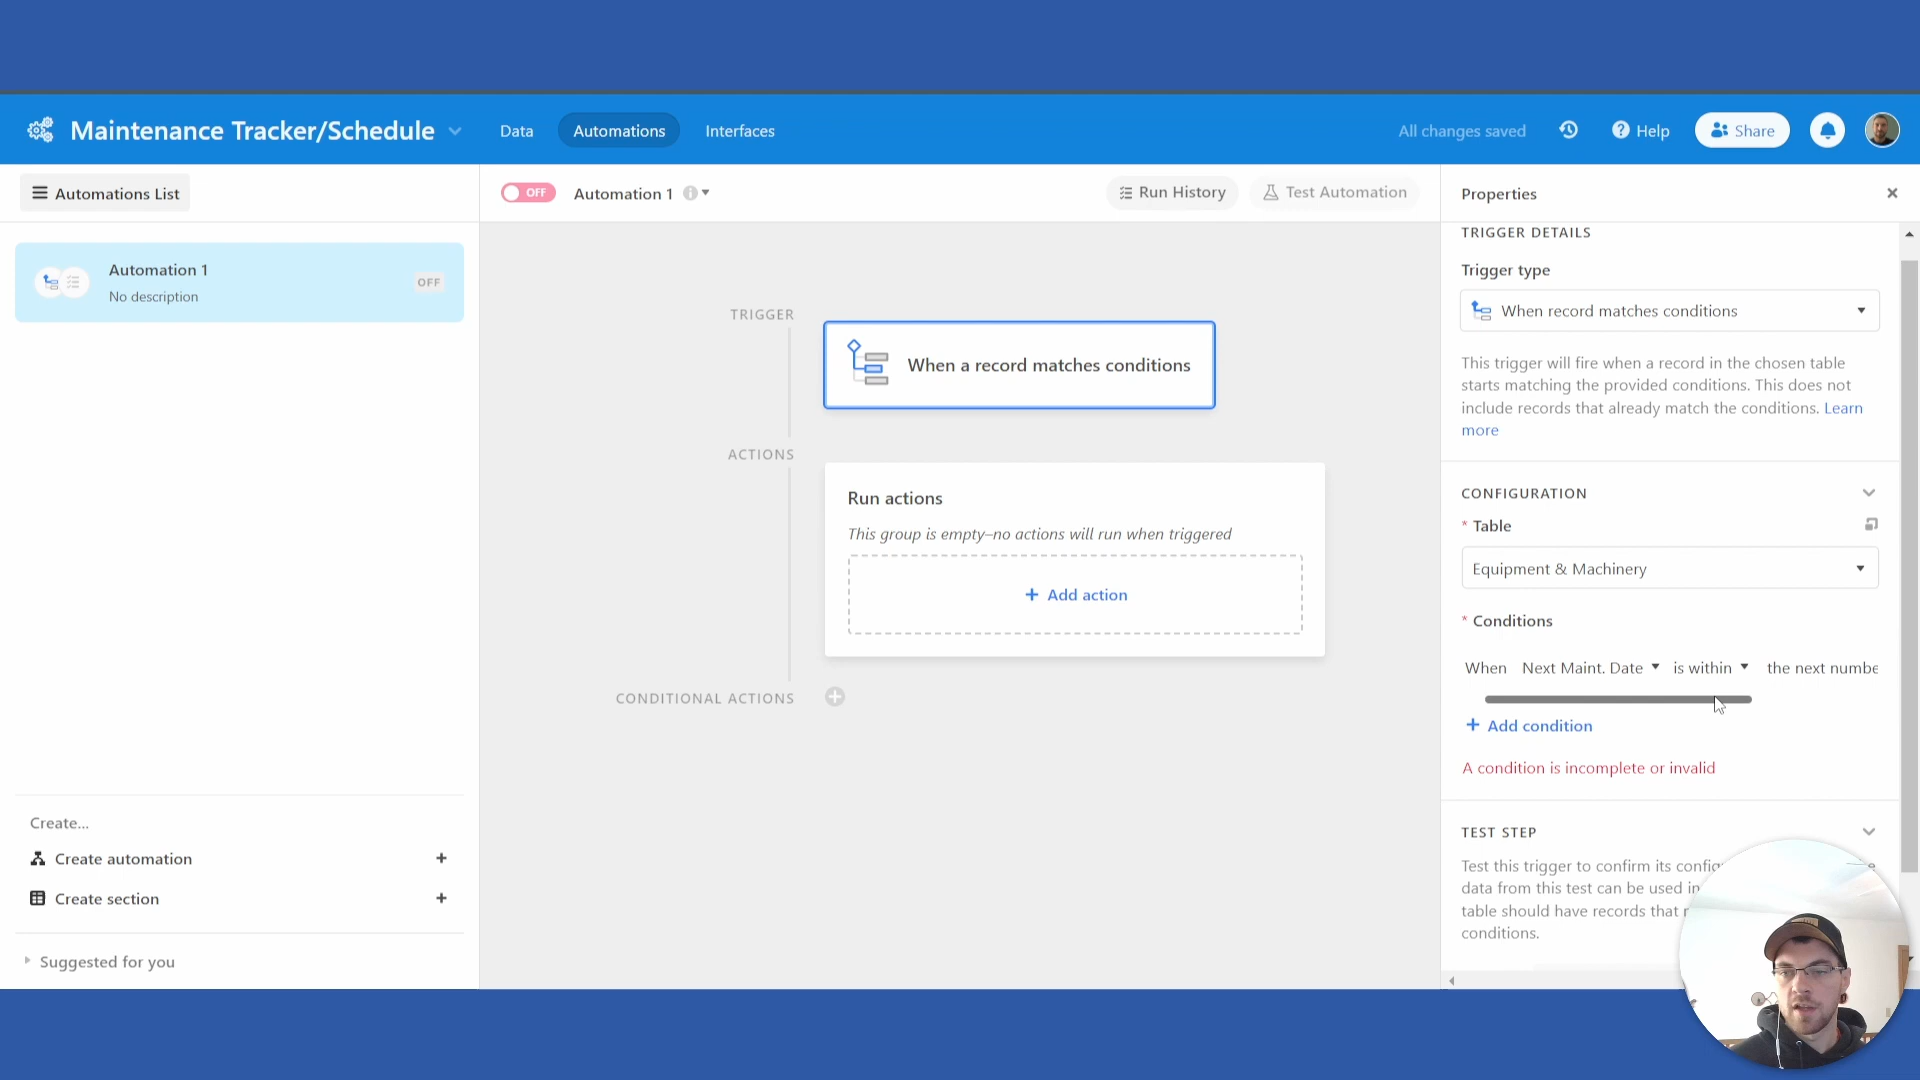 Maintenance Tracker/Schedule
Data
Automations
Interfaces
All changes saved
Help
Share
Automations List
OFF
Automation 1
Run History
Test Automation
Properties
Automation 1
No description
OFF
TRIGGER
When a record matches conditions
ACTIONS
Run actions
This group is empty–no actions will run when triggered
+ Add action
CONDITIONAL ACTIONS
TRIGGER DETAILS
Trigger type
When record matches conditions
This trigger will fire when a record in the chosen table
starts matching the provided conditions. This does not
include records that already match the conditions. Learn
more
CONFIGURATION
* Table
Equipment & Machinery
* Conditions
When Next Maint. Date is within the next numbe
+ Add condition
A condition is incomplete or invalid
TEST STEP
Test this trigger to confirm its
data from this test can be used in
table should have records that
conditions.
Create...
Create automation +
Create section +
Suggested for you